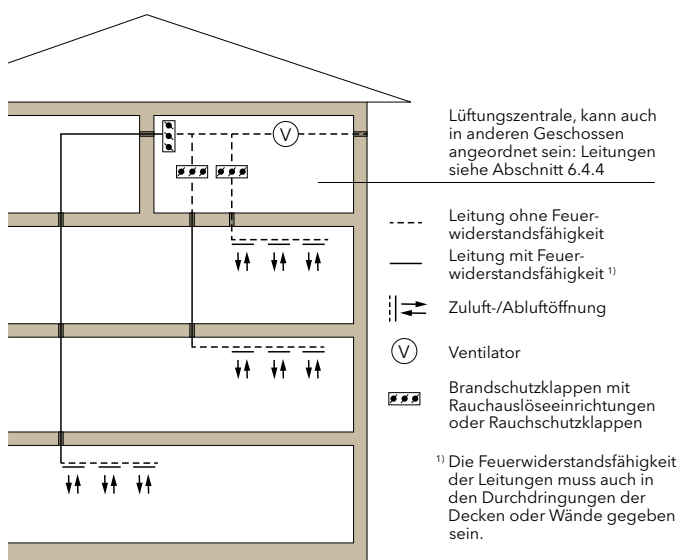 Lüftungszentrale, kann auch
in anderen Geschossen
angeordnet sein: Leitungen
siehe Abschnitt 6.4.4
V
Leitung ohne Feuer-
widerstandsfähigkeit
Leitung mit Feuer-
widerstandsfähigkeit 1)
Zuluft-/Abluftöffnung
V
Ventilator
Brandschutzklappen mit
Rauchauslöseeinrichtungen
oder Rauchschutzklappen
1) Die Feuerwiderstandsfähigkeit
der Leitungen muss auch in
den Durchdringungen der
Decken oder Wände gegeben
sein.